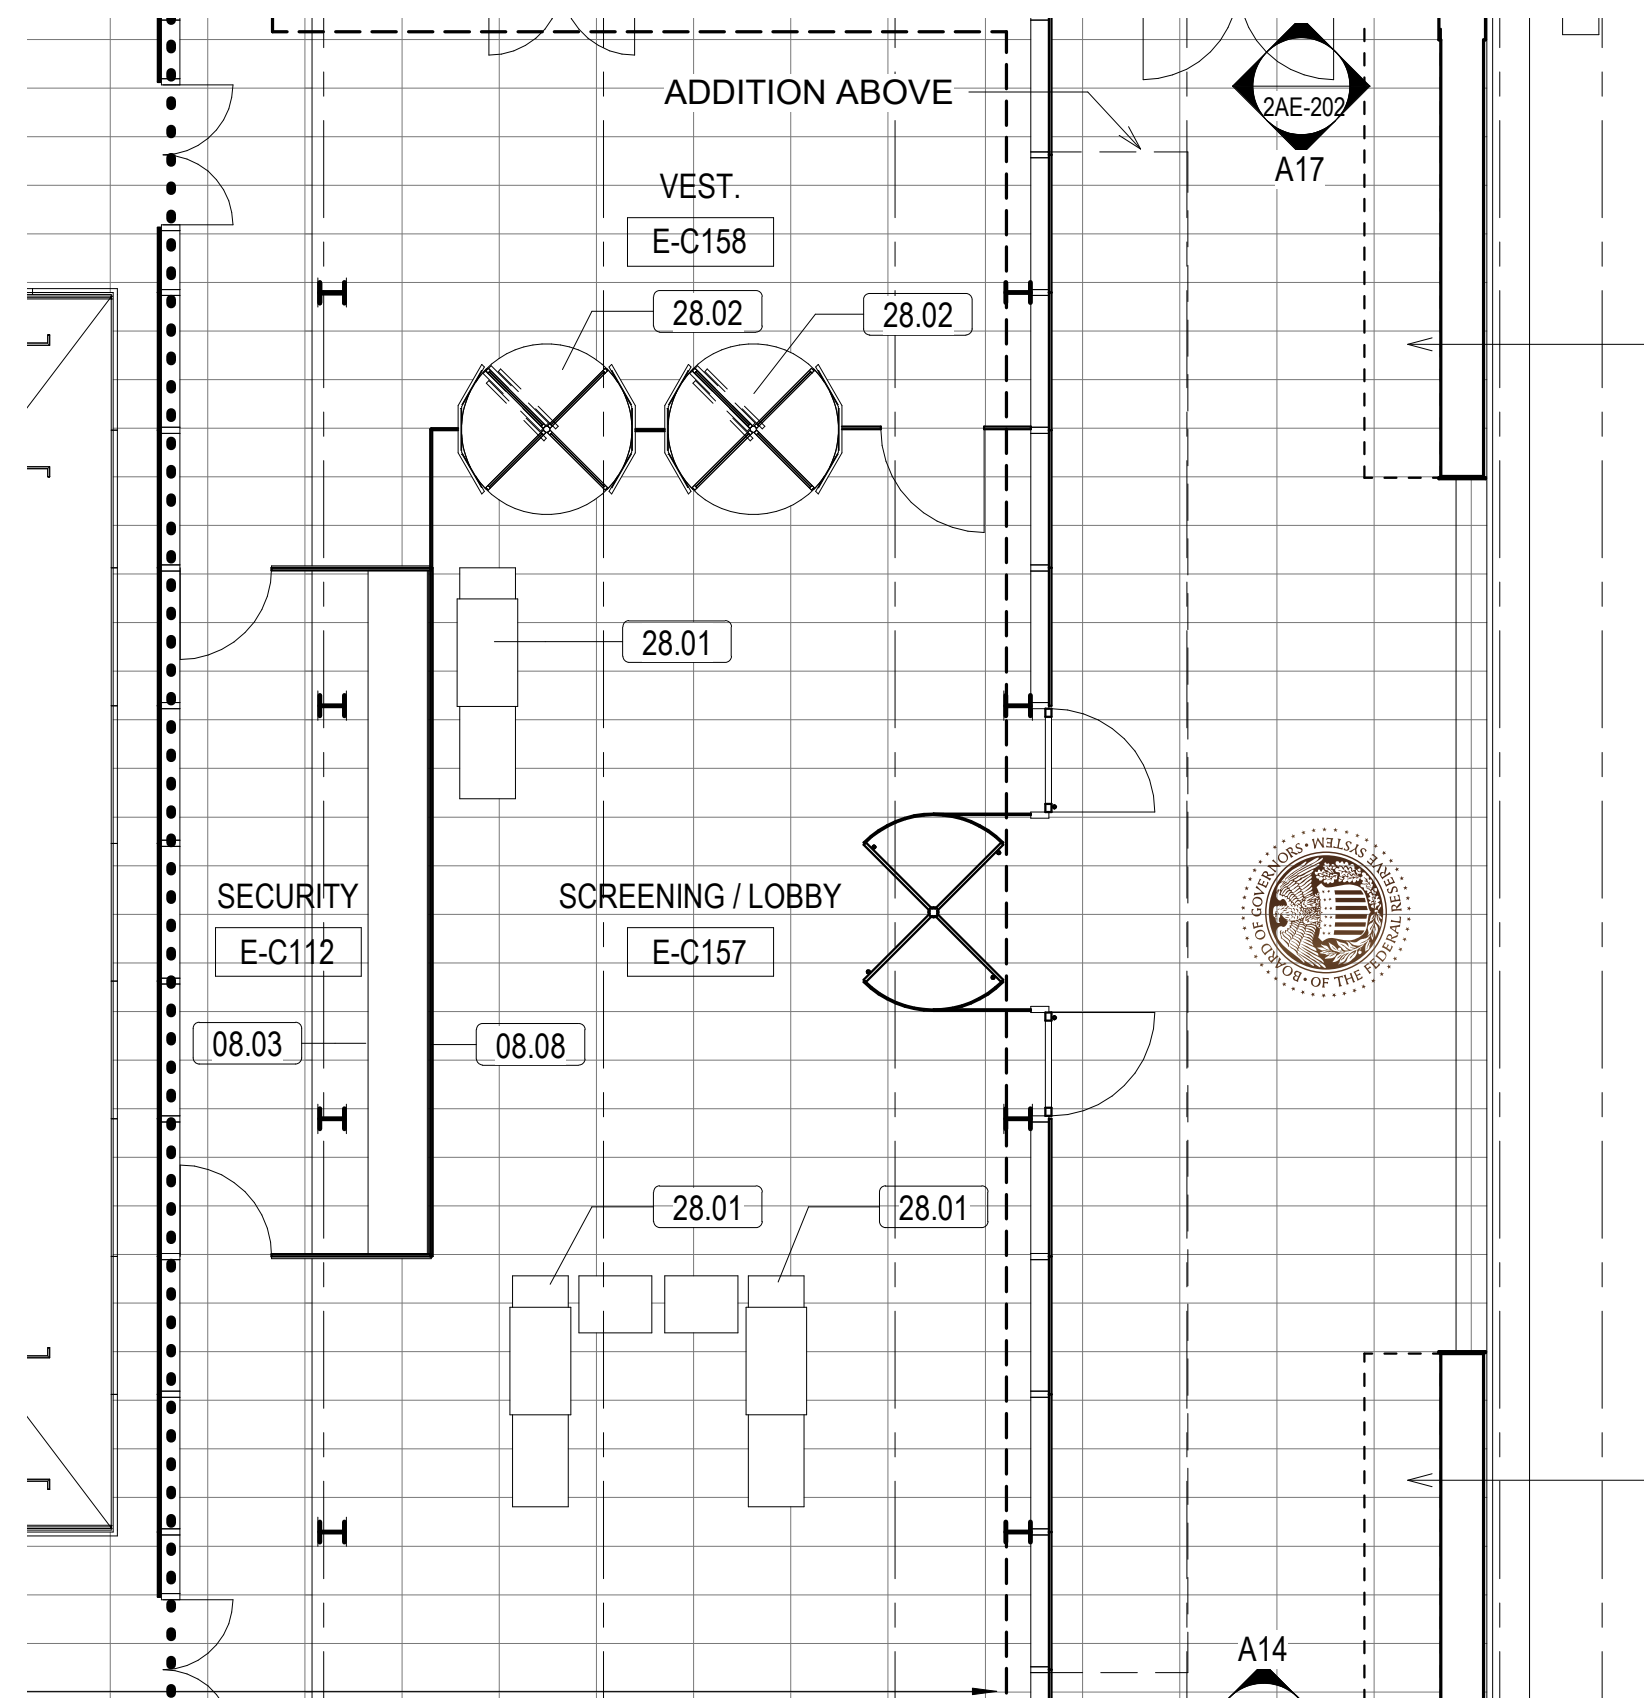 ADDITION ABOVE
2AE-202
A17
VEST.
E-C158
28.02
28.02
28.01
SECURITY
E-C112
SCREENING / LOBBY
E-C157
BOARD OF GOVERNORS • OF THE FEDERAL RESERVE SYSTEM •
08.03
08.08
28.01
28.01
A14